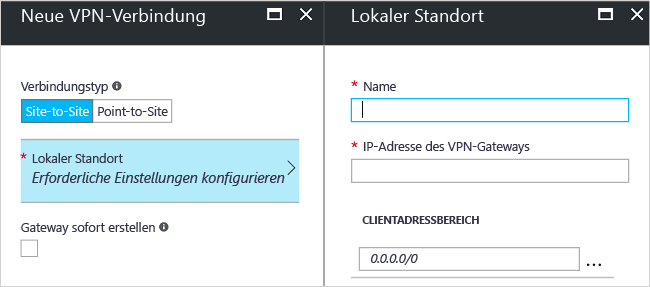 Neue VPN-Verbindung
Verbindungstyp
Site-to-Site Point-to-Site
* Lokaler Standort
Erforderliche Einstellungen konfigurieren
Gateway sofort erstellen
Lokaler Standort
* Name
* IP-Adresse des VPN-Gateways
CLIENTADRESSBEREICH
0.0.0.0/0 ...